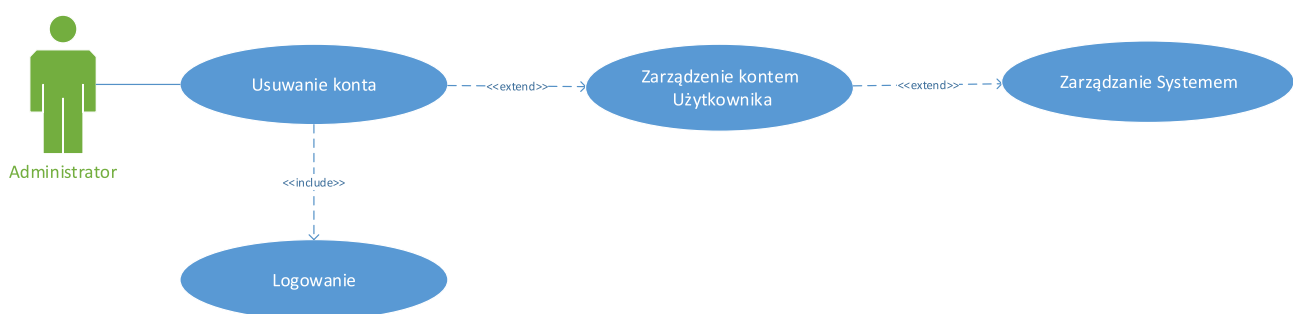 Administrator
Usuwanie konta
<<extend>>
Zarządzenie kontem
Użytkownika
<<extend>>
Zarządzanie Systemem
<<include>>
Logowanie